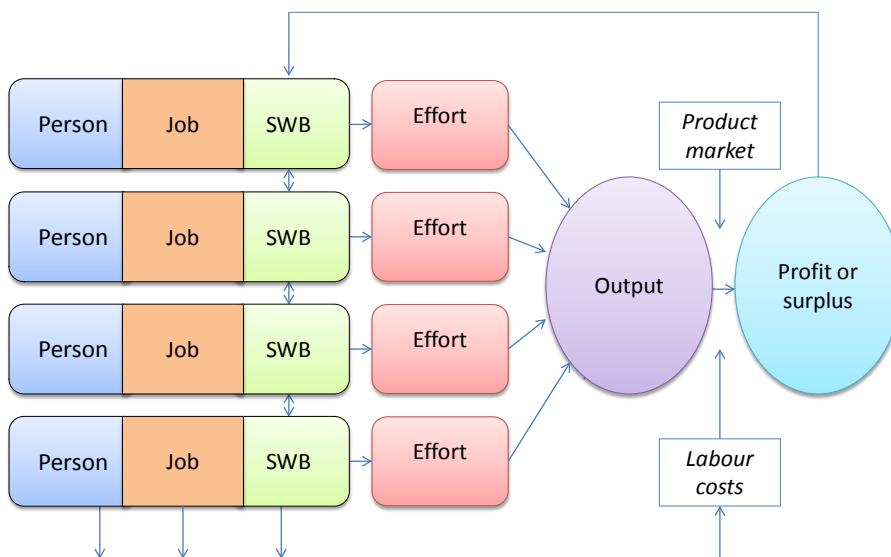 Person Job SWB
Effort
Person Job SWB
Effort
Person Job SWB
Effort
Person Job SWB
Effort
Output
Product
market
Profit or
surplus
Labour
costs